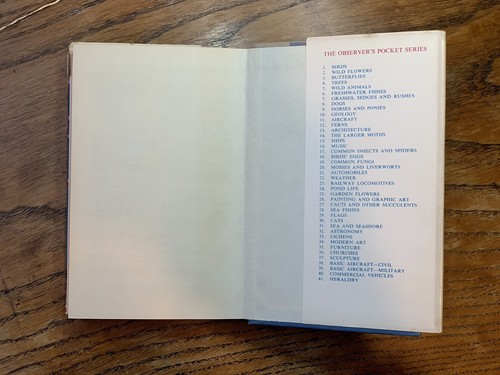 THE OBSERVER'S POCKET SERIES
1. BIRDS
2. WILD FLOWERS
3. BUTTERFLIES
4. TREES
5. WILD ANIMALS
6. FRESHWATER FISHES
7. GRASSES, SEDGES AND RUSHES
8. DOGS
9. HORSES AND PONIES
10. GEOLOGY
11. AIRCRAFT
12. FERNS
13. ARCHITECTURE
14. THE LARGER MOTHS
15. SHIPS
16. MUSIC
17. COMMON INSECTS AND SPIDERS
18. BIRDS' EGGS
19. COMMON FUNGI
20. MOSSES AND LIVERWORTS
21. AUTOMOBILES
22. WEATHER
23. RAILWAY LOCOMOTIVES
24. POND LIFE
25. GARDEN FLOWERS
26. PAINTING AND GRAPHIC ART
27. CACTI AND OTHER SUCCULENTS
28. SEA FISHES
29. FLAGS
30. CATS
31. SEA AND SEASHORE
32. ASTRONOMY
33. LICHENS
34. MODERN ART
35. FURNITURE
36. CHURCHES
37. SCULPTURE
38. BASIC AIRCRAFT—CIVIL
39. BASIC AIRCRAFT—MILITARY
40. COMMERCIAL VEHICLES
41. HERALDRY